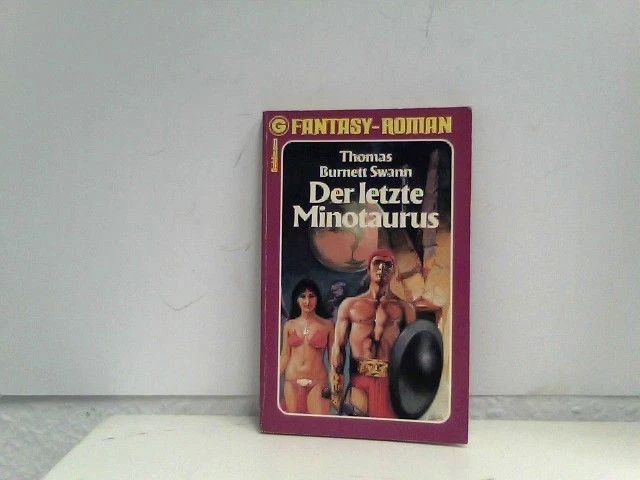 G FANTASY-ROMAN
Thomas
Burnett Swann
Der letzte
Minotaurus